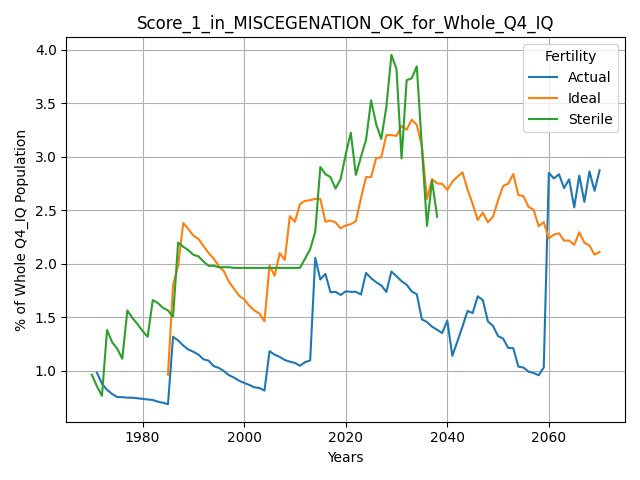 Score_1_in_MISCEGENATION_OK_for_Whole_Q4_IQ
Fertility
Actual
Ideal
Sterile
% of Whole Q4_IQ Population
4.0
3.5
3.0
2.5
2.0
1.5
1.0
1980 2000 2020 2040 2060
Years